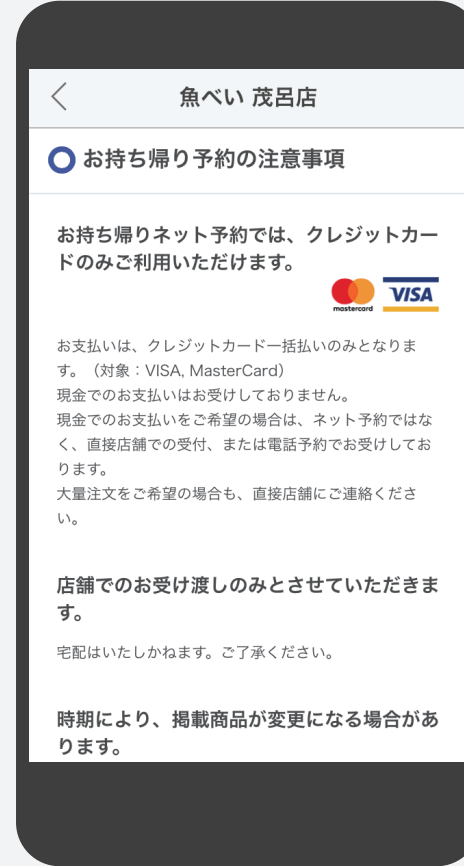 魚べい 茂呂店
お持ち帰り予約の注意事項
お持ち帰りネット予約では、クレジットカー
ドのみご利用いただけます。
mastercard VISA
お支払いは、クレジットカード一括払いのみとなりま
す。（対象：VISA, MasterCard）
現金でのお支払いはお受けしておりません。
現金でのお支払いをご希望の場合は、ネット予約ではな
く、直接店舗での受付、または電話予約でお受けしてお
ります。
大量注文をご希望の場合も、直接店舗にご連絡くださ
い。
店舗でのお受け渡しのみとさせていただきま
す。
宅配はいたしかねます。ご了承ください。
時期により、掲載商品が変更になる場合があ
ります。